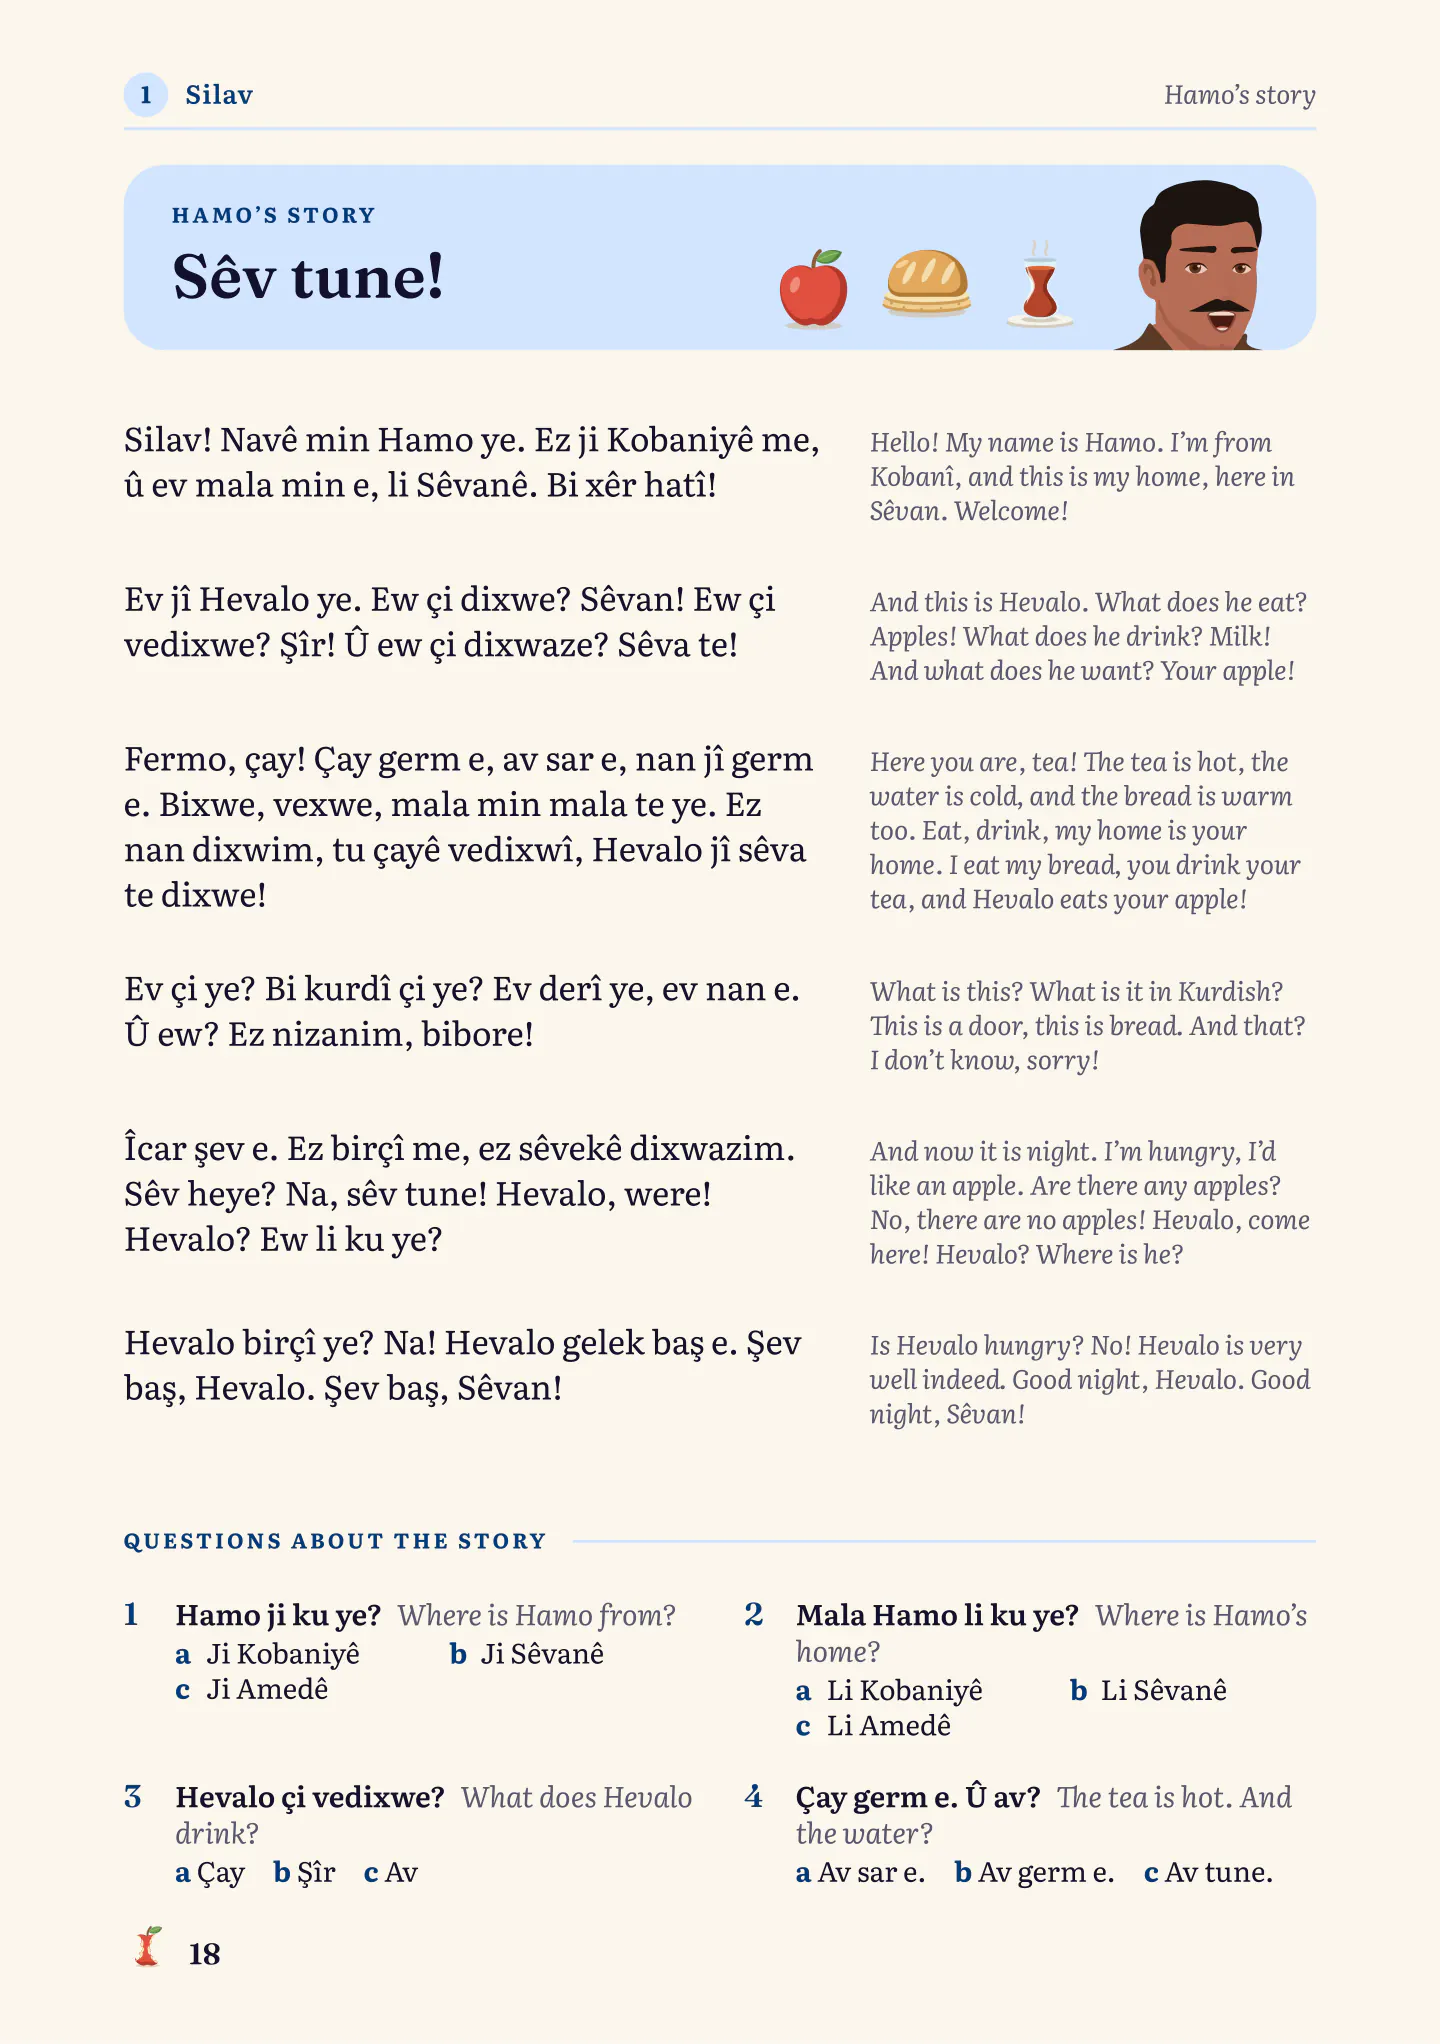 1 Silav
Hamo’s story
HAMO’S STORY
Sêv tune!
Silav! Navê min Hamo ye. Ez ji Kobaniyê me,
û ev mala min e, li Sêvanê. Bi xêr hatî!
Hello! My name is Hamo. I’m from
Kobanî, and this is my home, here in
Sêvan. Welcome!
Ev jî Hevalo ye. Ew çi dixwe? Sêvan! Ew çi
vedixwe? Şîr! Û ew çi dixwaze? Sêva te!
And this is Hevalo. What does he eat?
Apples! What does he drink? Milk!
And what does he want? Your apple!
Fermo, çay! Çay germ e, av sar e, nan jî germ
e. Bixwe, vexwe, mala min mala te ye. Ez
nan dixwim, tu çayê vedixwî, Hevalo jî sêva
te dixwe!
Here you are, tea! The tea is hot, the
water is cold, and the bread is warm
too. Eat, drink, my home is your
home. I eat my bread, you drink your
tea, and Hevalo eats your apple!
Ev çi ye? Bi kurdî çi ye? Ev derî ye, ev nan e.
Û ew? Ez nizanim, bibore!
What is this? What is it in Kurdish?
This is a door, this is bread. And that?
I don’t know, sorry!
Îcar şev e. Ez birçî me, ez sêvekê dixwazim.
Sêv heye? Na, sêv tune! Hevalo, were!
Hevalo? Ew li ku ye?
And now it is night. I’m hungry, I’d
like an apple. Are there any apples?
No, there are no apples! Hevalo, come
here! Hevalo? Where is he?
Hevalo birçî ye? Na! Hevalo gelek baş e. Şev
baş, Hevalo. Şev baş, Sêvan!
Is Hevalo hungry? No! Hevalo is very
well indeed. Good night, Hevalo. Good
night, Sêvan!
QUESTIONS ABOUT THE STORY
1 Hamo ji ku ye? Where is Hamo from?
a Ji Kobaniyê b Ji Sêvanê
c Ji Amedê
2 Mala Hamo li ku ye? Where is Hamo’s
home?
a Li Kobaniyê b Li Sêvanê
c Li Amedê
3 Hevalo çi vedixwe? What does Hevalo
drink?
a Çay b Şîr c Av
4 Çay germ e. Û av? The tea is hot. And
the water?
a Av sar e. b Av germ e. c Av tune.
18